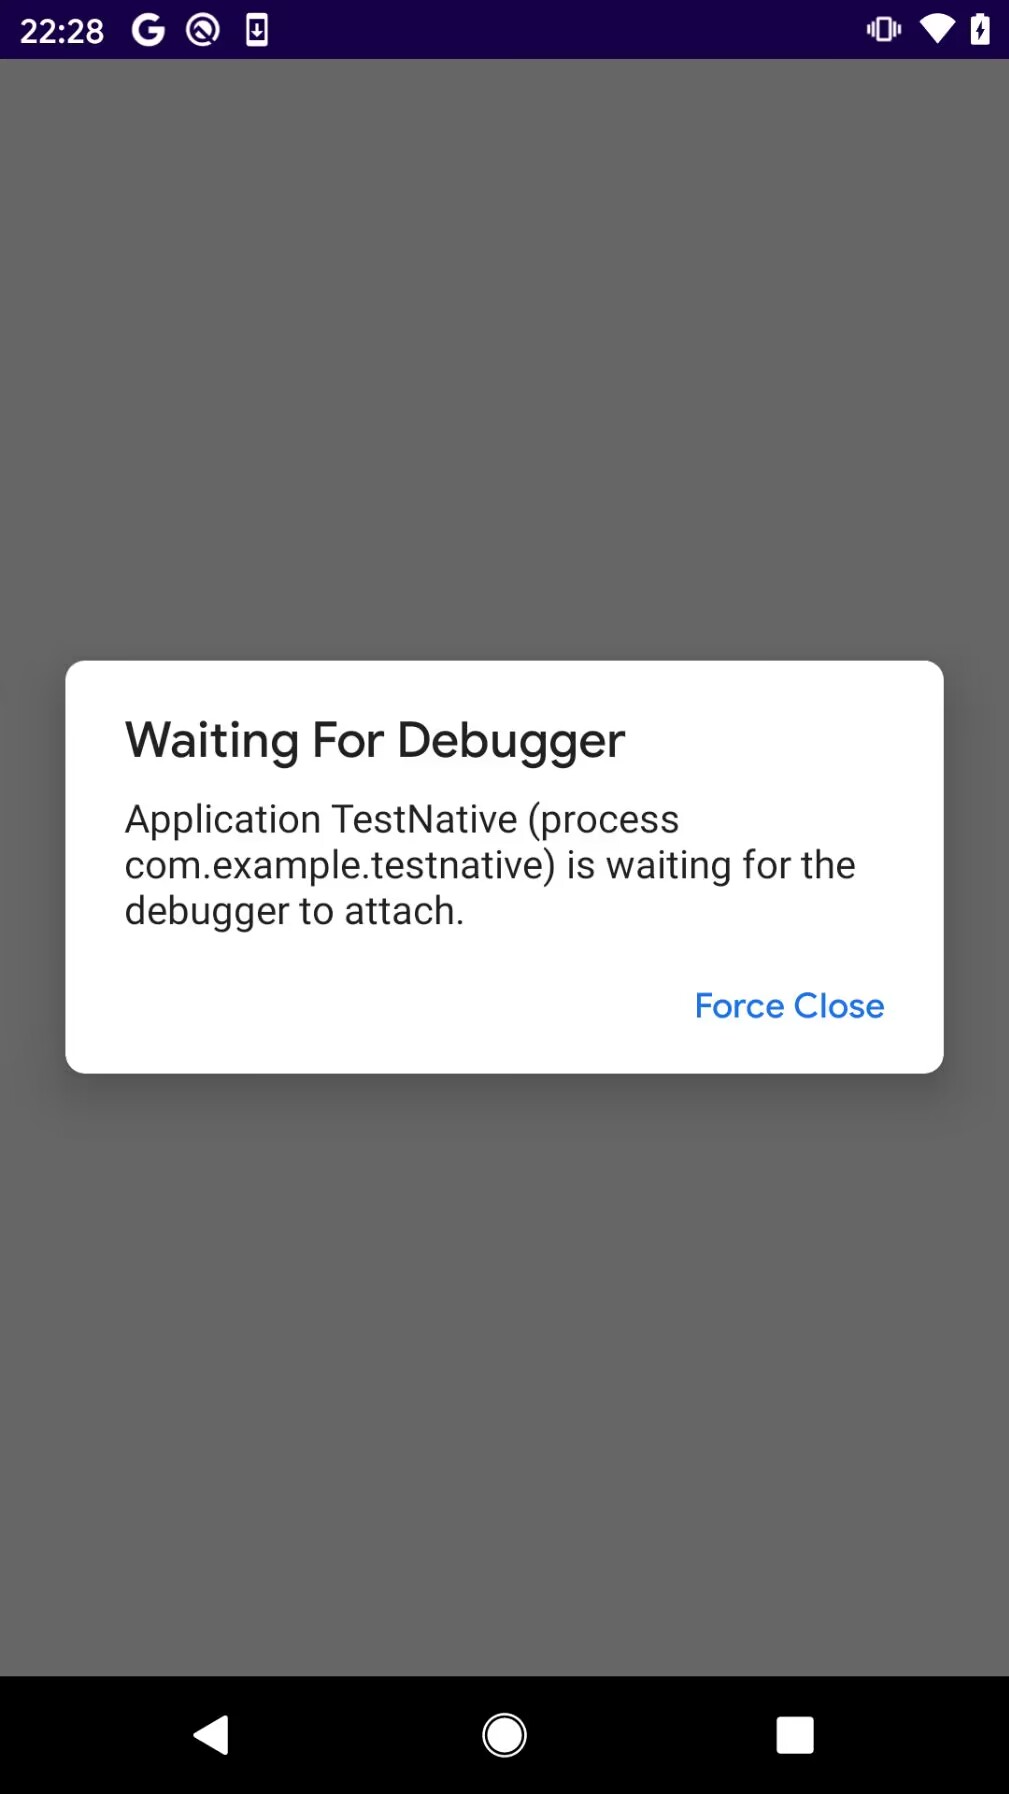 22:28
Waiting For Debugger
Application TestNative (process
com.example.testnative) is waiting for the
debugger to attach.
Force Close